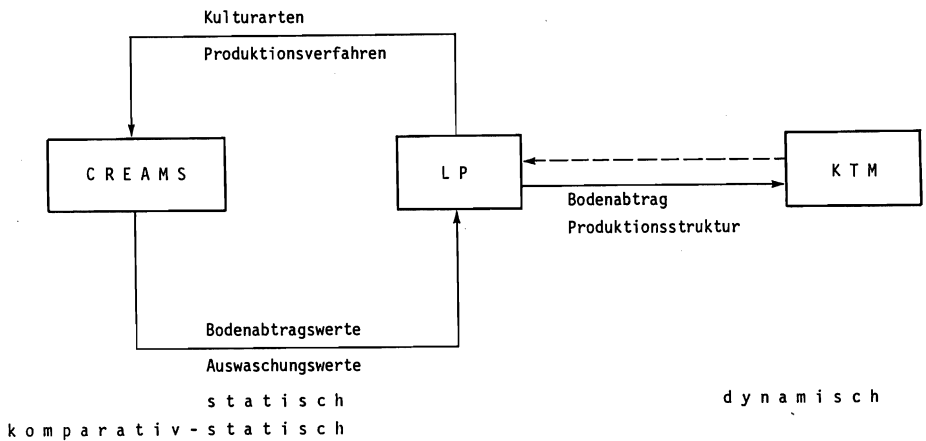 Kulturarten
Produktionsverfahren
CREAMS
LP
KTM
Bodenabtrag
Produktionsstruktur
Bodenabtragswerte
Auswaschungswerte
statisch
dynamisch
komparativ-statisch